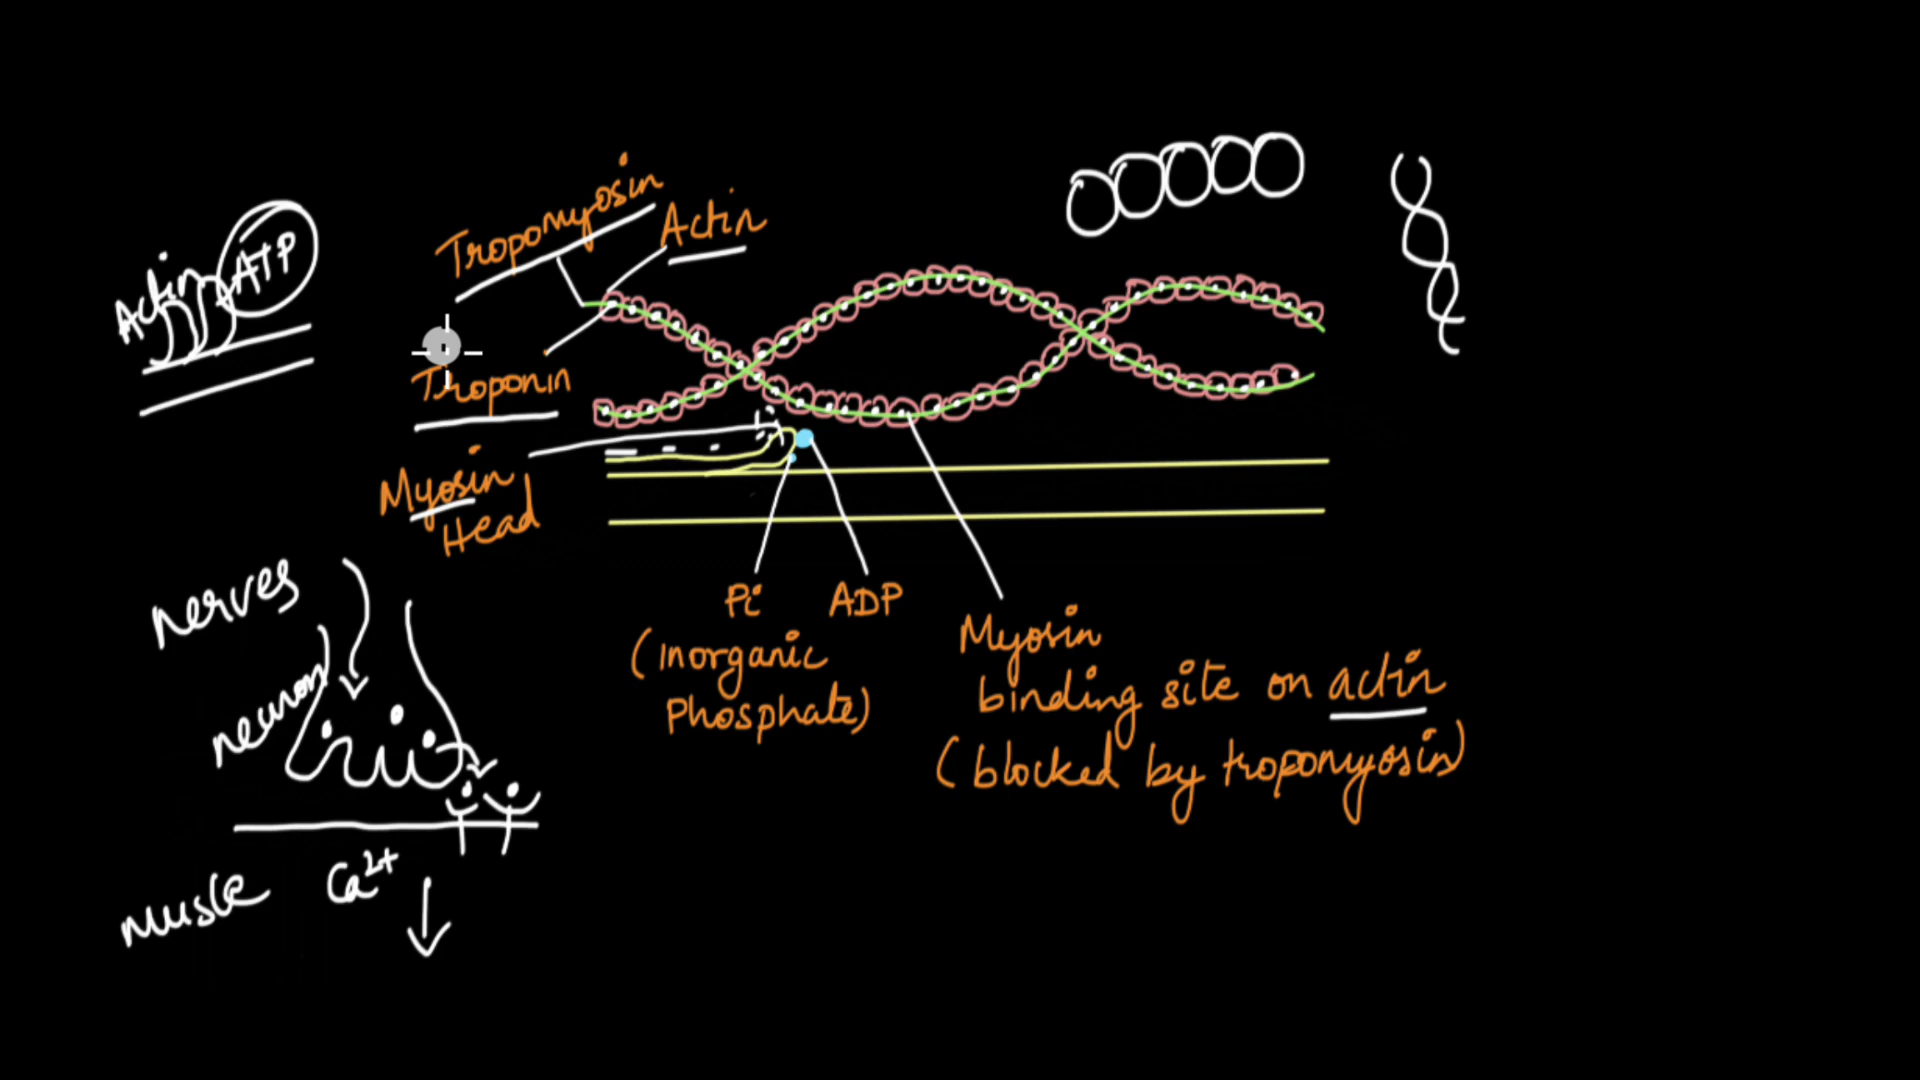 Tropomyosin
Actin
Actin ATP
Troponin
Myosin
Head
nerves
neuron
Pi
(inorganic
Phosphate)
ADP
Myosin
binding site on actin
(blocked by tropomyosin)
Ca2+
muscle